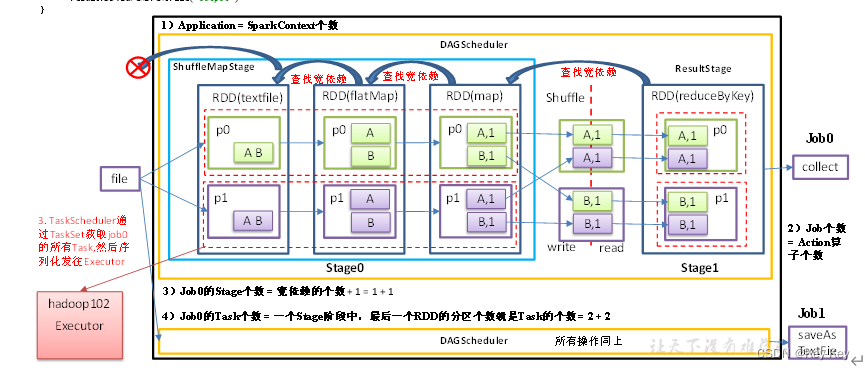 }
1）Application = SparkContext个数
DAGScheduler
ShuffleMapStage
查找宽依赖
查找宽依赖
查找宽依赖
ResultStage
RDD(textfile)
RDD(flatMap)
RDD(map)
Shuffle
RDD(reduceByKey)
p0
A B
p0
A
B
p0
A,1
B,1
A,1
A,1
A,1
A,1
p0
Job0
collect
file
p1
A B
p1
A
B
p1
A,1
B,1
B,1
B,1
B,1
B,1
p1
write
read
Stage0
Stage1
3. TaskScheduler通
过TaskSet获取job0
的所有Task,然后序
列化发往Executor
2）Job个数
= Action算
子个数
hadoop102
Executor
3）Job0的Stage个数 = 宽依赖的个数 + 1 = 1 + 1
4）Job0的Task个数 = 一个Stage阶段中，最后一个RDD的分区个数就是Task的个数 = 2 + 2
DAGScheduler
所有操作同上
Job1
saveAs
TextFie
让天下没有难学
CSDN